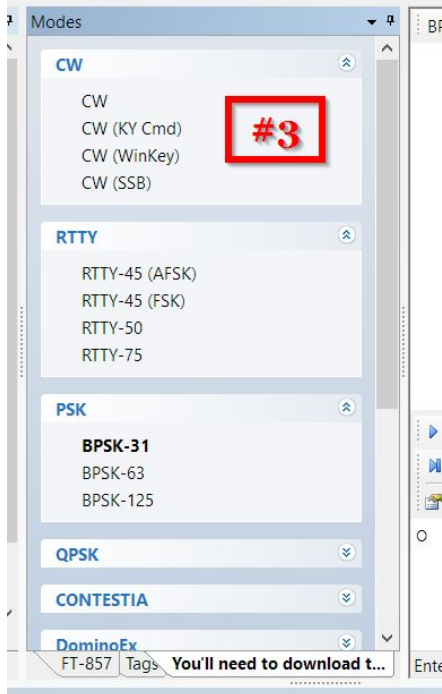 Modes
BP
CW
CW
CW (KY Cmd)
#3
CW (WinKey)
CW (SSB)
RTTY
RTTY-45 (AFSK)
RTTY-45 (FSK)
RTTY-50
RTTY-75
PSK
BPSK-31
BPSK-63
BPSK-125
QPSK
CONTESTIA
DominoEx
FT-857 Tags You'll need to download t...
Ente